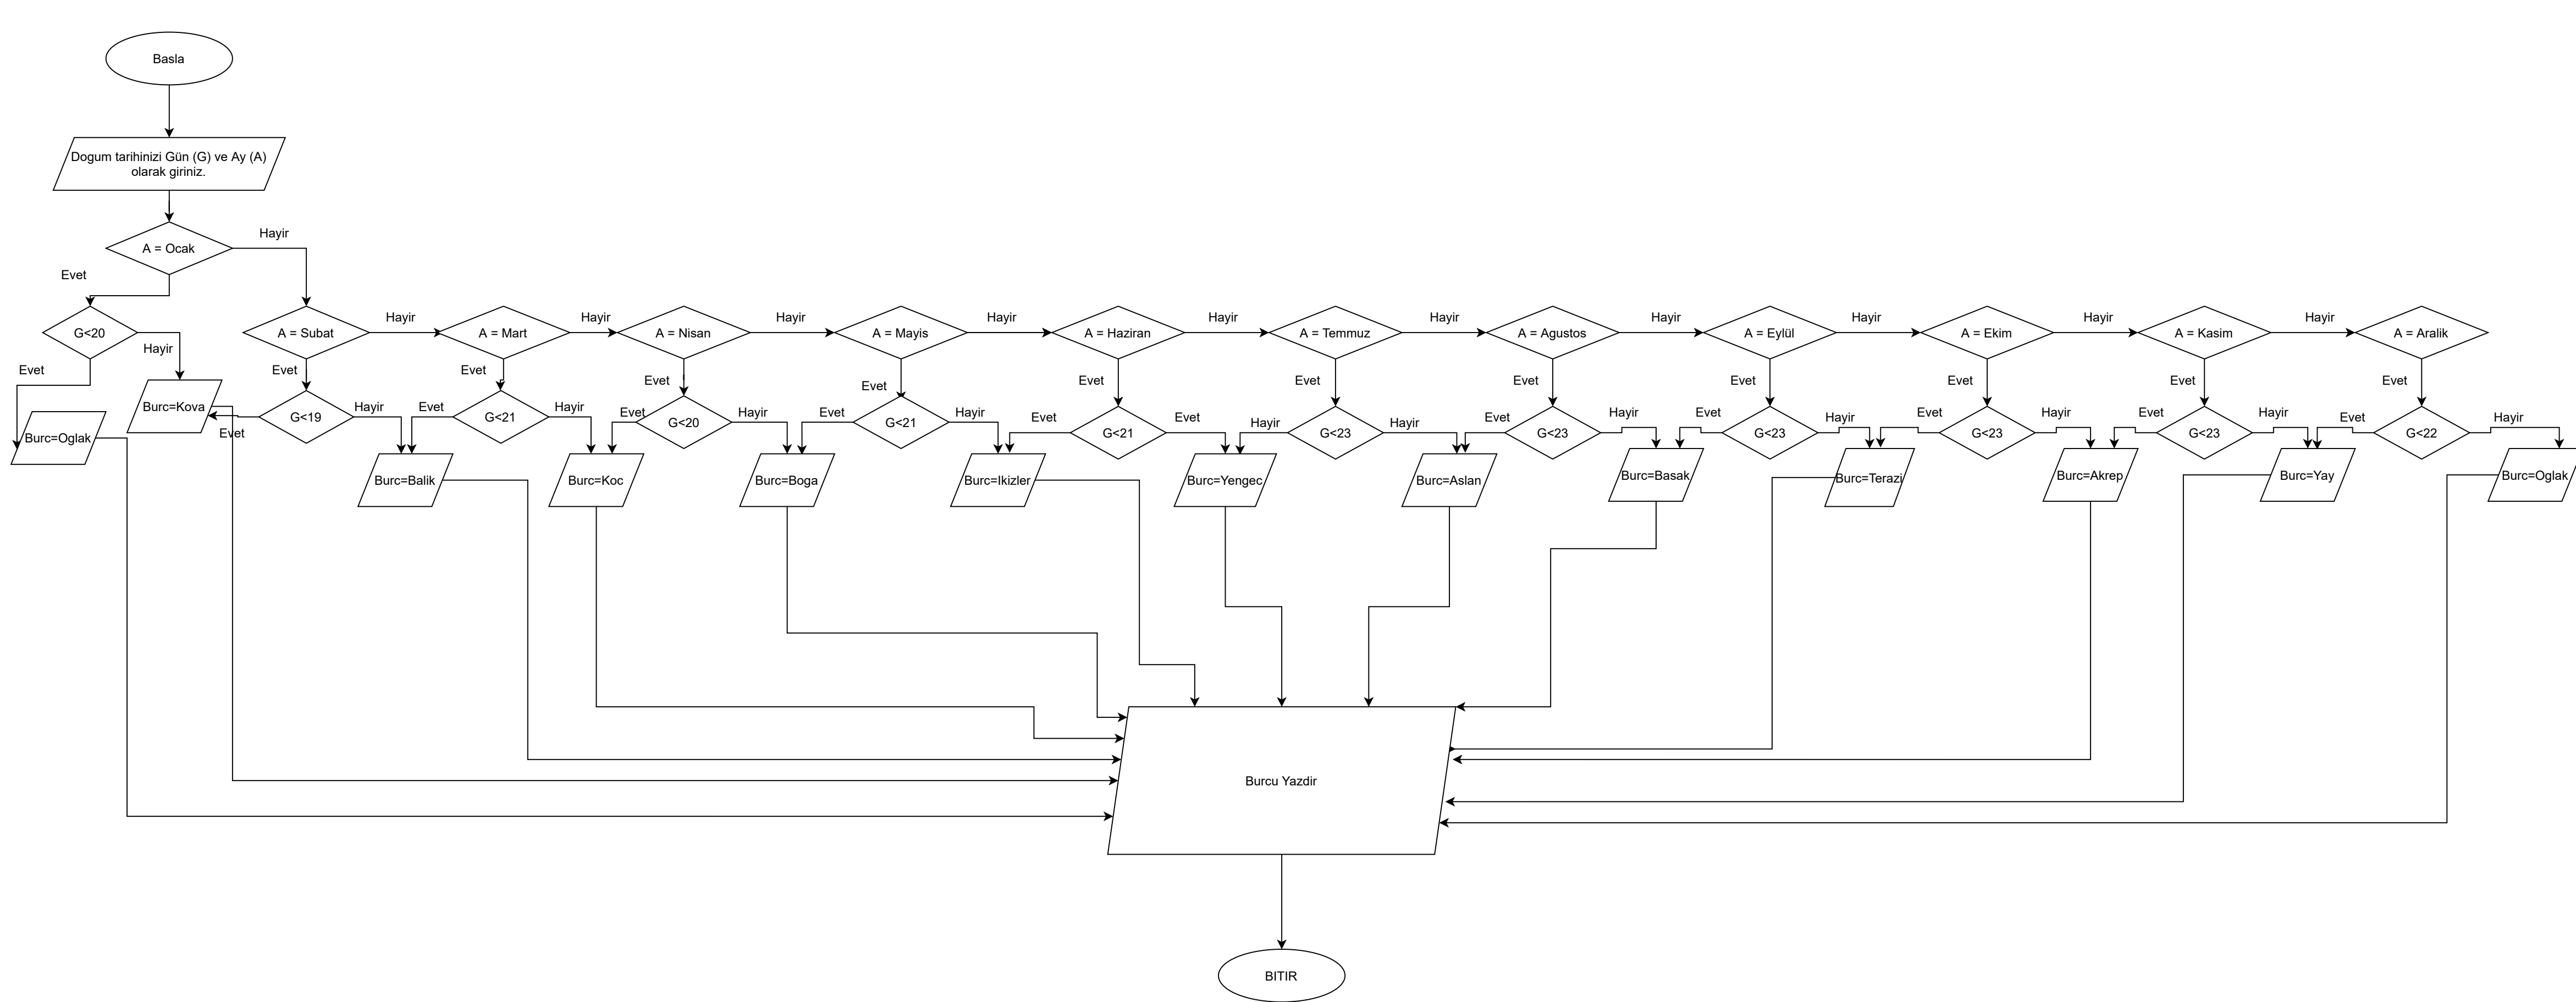 Basla
Dogum tarihinizi Gün (G) ve Ay (A)
olarak giriniz.
A = Ocak
Hayir
Evet
G<20
Hayir
Evet
Burc=Kova
Burc=Oglak
A = Subat
Hayir
A = Mart
Hayir
A = Nisan
Hayir
A = Mayis
Hayir
A = Haziran
Hayir
A = Temmuz
Hayir
A = Agustos
Hayir
A = Eylül
Hayir
A = Ekim
Hayir
A = Kasim
Hayir
A = Aralik
Evet
Evet
Evet
Evet
Evet
Evet
Evet
Evet
Evet
Evet
Evet
Evet
G<19
Hayir
Evet
G<21
Hayir
Evet
G<20
Hayir
Evet
G<21
Hayir
Evet
G<21
Evet
Hayir
G<23
Hayir
Evet
G<23
Hayir
Evet
G<23
Hayir
Evet
G<23
Hayir
Evet
G<23
Hayir
Evet
G<22
Hayir
Burc=Balik
Burc=Koc
Burc=Boga
Burc=Ikizler
Burc=Yengec
Burc=Aslan
Burc=Basak
Burc=Terazi
Burc=Akrep
Burc=Yay
Burc=Oglak
Burcu Yazdir
BITIR